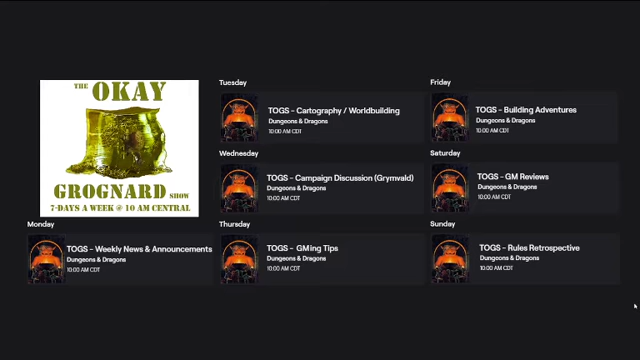 THE OKAY
GROGNARD SHOW
7-DAYS A WEEK @ 10 AM CENTRAL
Monday
TOGS - Weekly News & Announcements
Dungeons & Dragons
10:00 AM CDT
Tuesday
TOGS - Cartography / Worldbuilding
Dungeons & Dragons
10:00 AM CDT
Wednesday
TOGS - Campaign Discussion (Grymvald)
Dungeons & Dragons
10:00 AM CDT
Thursday
TOGS - GMing Tips
Dungeons & Dragons
10:00 AM CDT
Friday
TOGS - Building Adventures
Dungeons & Dragons
10:00 AM CDT
Saturday
TOGS - GM Reviews
Dungeons & Dragons
10:00 AM CDT
Sunday
TOGS - Rules Retrospective
Dungeons & Dragons
10:00 AM CDT